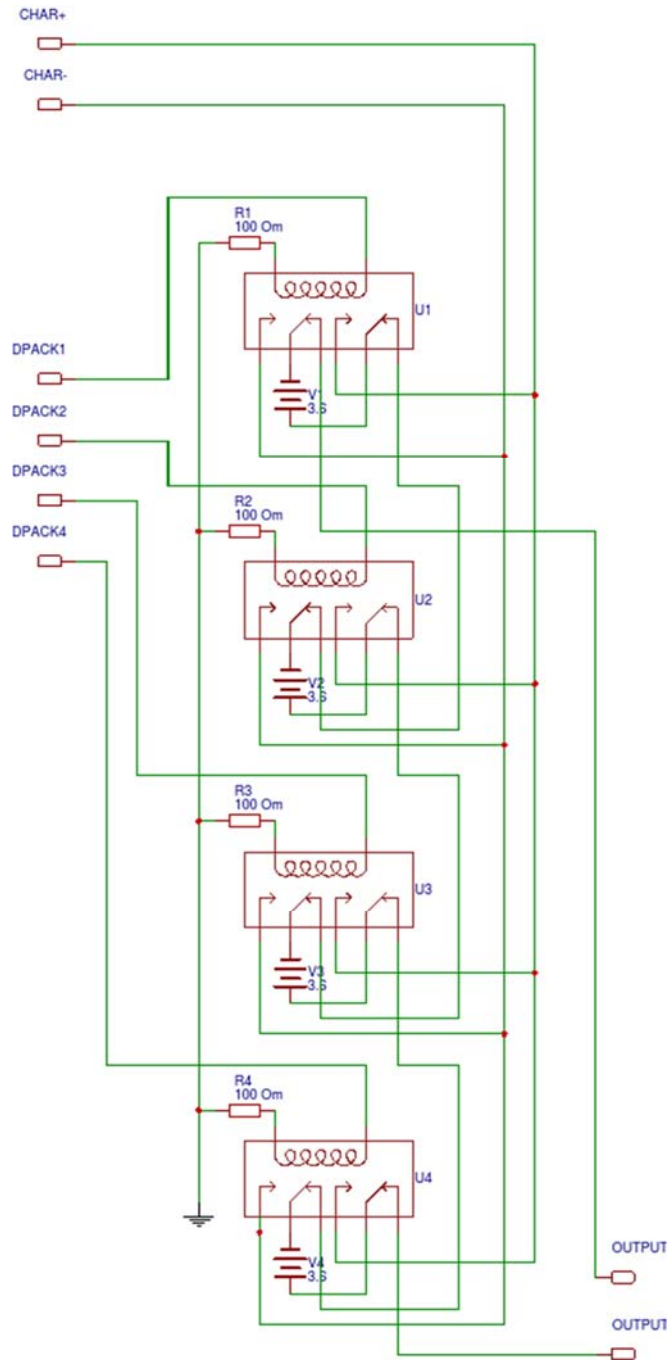 CHAR+
CHAR-
R1
100 Om
U1
DPACK1
V1
3.S
DPACK2
DPACK3
R2
100 Om
DPACK4
U2
V2
3.S
R3
100 Om
U3
V3
3.S
R4
100 Om
U4
V4
3.S
OUTPUT
OUTPUT